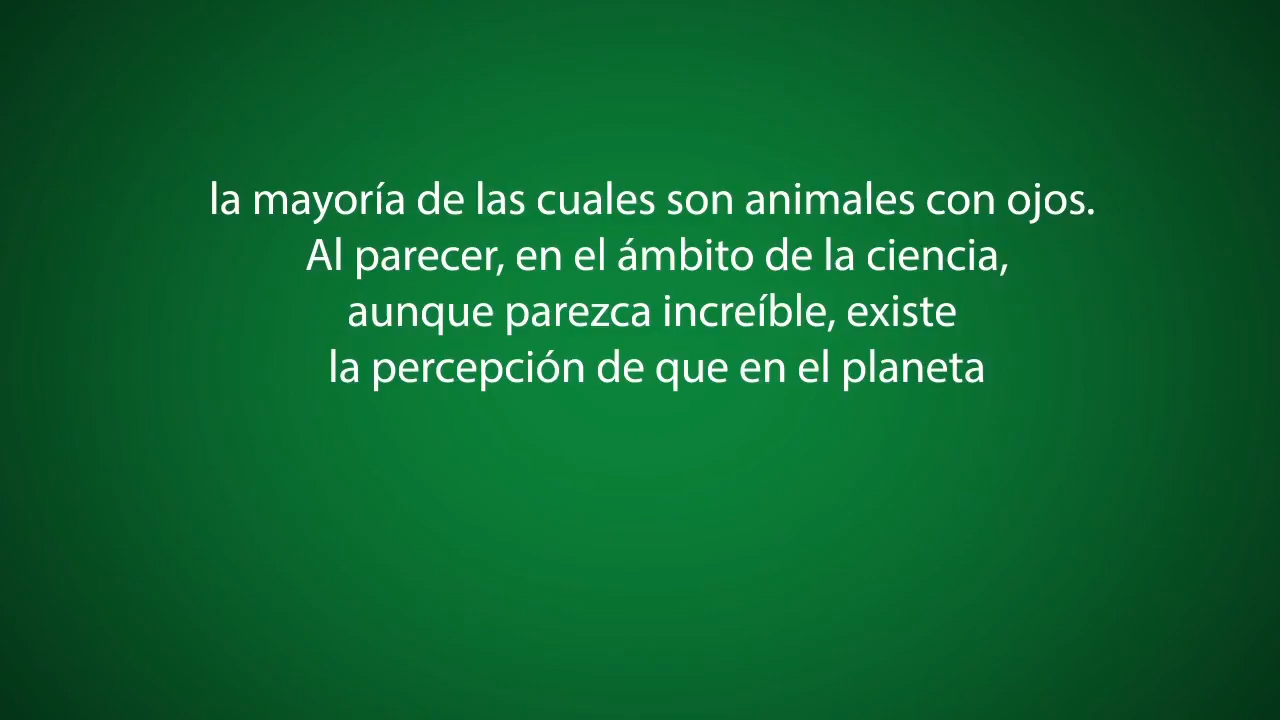 la mayoría de las cuales son animales con ojos.
Al parecer, en el ámbito de la ciencia,
aunque parezca increíble, existe
la percepción de que en el planeta